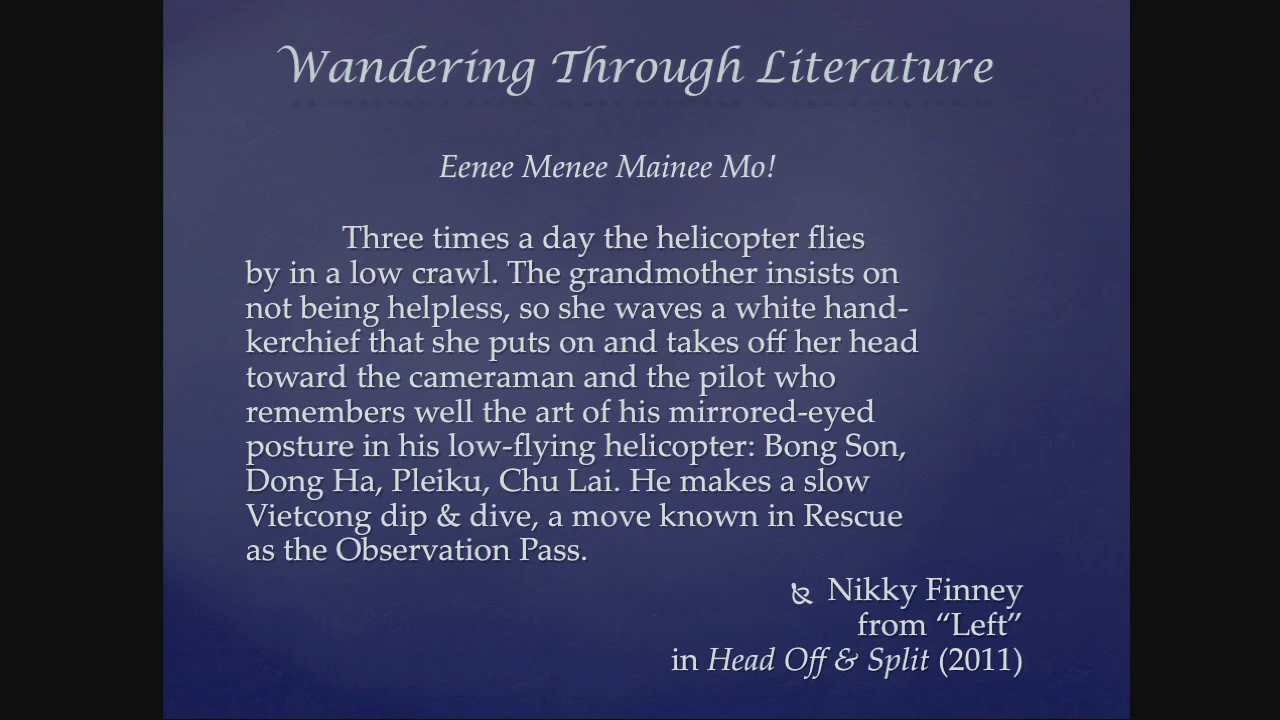 Wandering Through Literature
Eenee Menee Mainee Mo!
Three times a day the helicopter flies
by in a low crawl. The grandmother insists on
not being helpless, so she waves a white hand-
kerchief that she puts on and takes off her head
toward the cameraman and the pilot who
remembers well the art of his mirrored-eyed
posture in his low-flying helicopter: Bong Son,
Dong Ha, Pleiku, Chu Lai. He makes a slow
Vietcong dip & dive, a move known in Rescue
as the Observation Pass.
Nikky Finney
from “Left”
in Head Off & Split (2011)